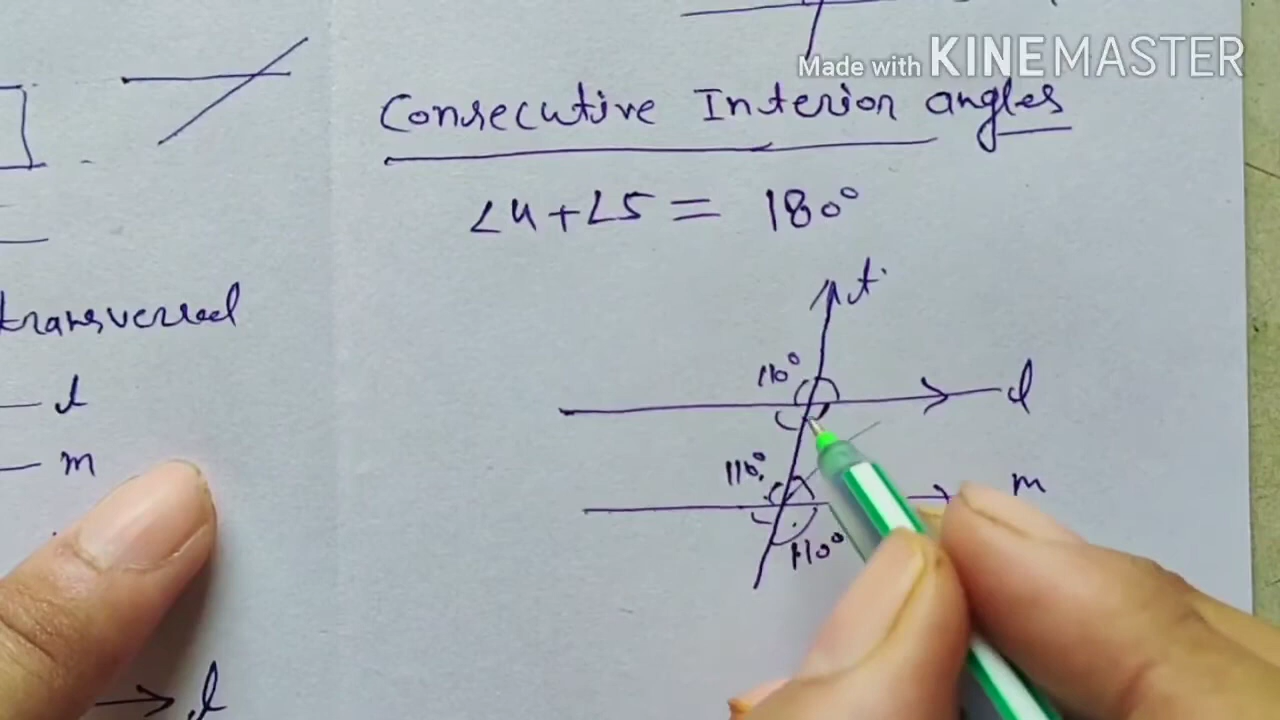 Made with KINEMASTER
Consecutive Interior angles
∠4+∠5 = 180°
transversal
t
l
m
110°
l
110°
m
110°
l